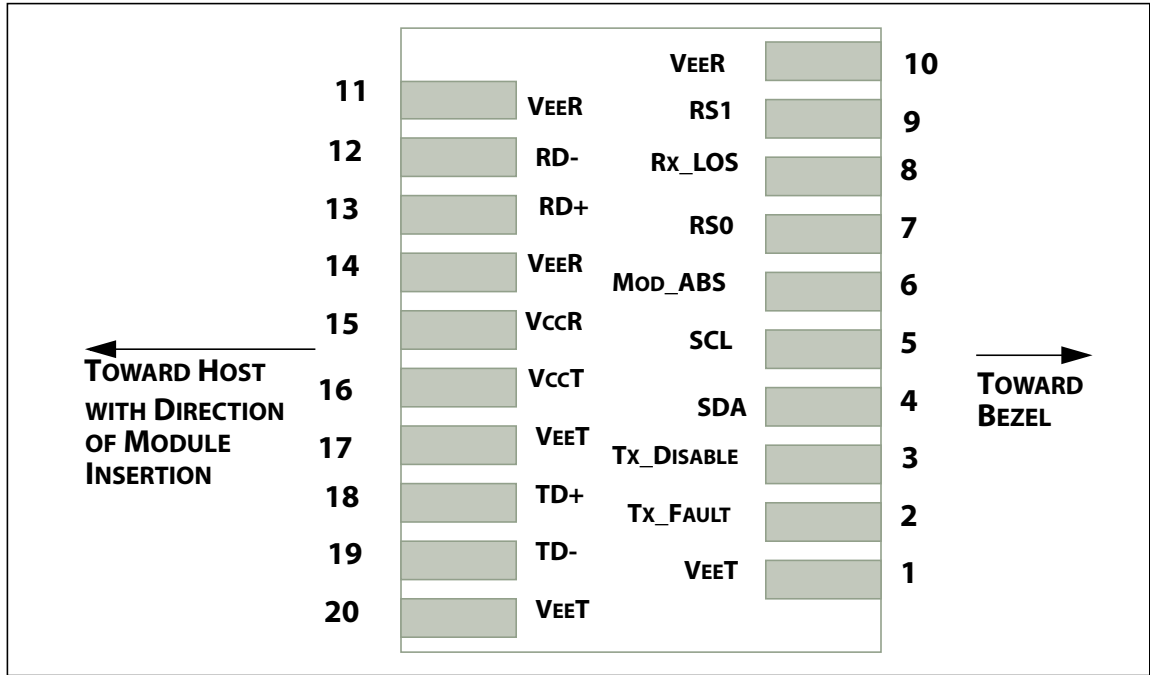 VEER
10
11
VEER
RS1
9
12
RD-
RX_LOS
8
13
RD+
RS0
7
14
VEER
MOD_ABS
6
15
VCCR
SCL
5
TOWARD HOST
WITH DIRECTION
OF MODULE
INSERTION
16
VCCT
SDA
4
TOWARD
BEZEL
17
VEET
TX_DISABLE
3
18
TD+
TX_FAULT
2
19
TD-
VEET
1
20
VEET